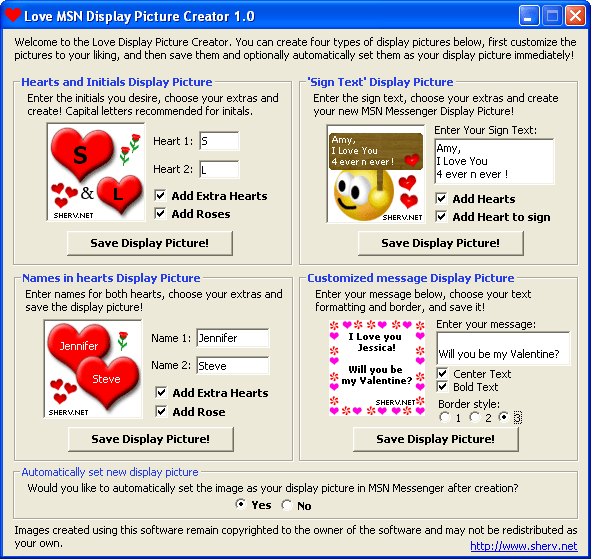 Love MSN Display Picture Creator 1.0
Welcome to the Love Display Picture Creator. You can create four types of display pictures below, first customize the
pictures to your liking, and then save them and optionally automatically set them as your display picture immediately!
Hearts and Initials Display Picture
Enter the initials you desire, choose your extras and
create! Capital letters recommended for initals.
S
&
L
SHERV.NET
Heart 1:
S
Heart 2:
L
Add Extra Hearts
Add Roses
Save Display Picture!
'Sign Text' Display Picture
Enter the sign text, choose your extras and create
your new MSN Messenger Display Picture!
Amy,
I Love You
4 ever n ever !
SHERV.NET
Enter Your Sign Text:
Amy,
I Love You
4 ever n ever !
Add Hearts
Add Heart to sign
Save Display Picture!
Names in hearts Display Picture
Enter names for both hearts, choose your extras and
save the display picture!
Jennifer
Steve
SHERV.NET
Name 1:
Jennifer
Name 2:
Steve
Add Extra Hearts
Add Rose
Save Display Picture!
Customized message Display Picture
Enter your message below, choose your text
formatting and border, and save it!
I Love you
Jessica!
Will you be
my Valentine?
SHERV.NET
Enter your message:
Will you be my Valentine?
Center Text
Bold Text
Border style:
1 2 3
Save Display Picture!
Automatically set new display picture
Would you like to automatically set the image as your display picture in MSN Messenger after creation?
Yes No
Images created using this software remain copyrighted to the owner of the software and may not be redistributed as
your own.
http://www.sherv.net